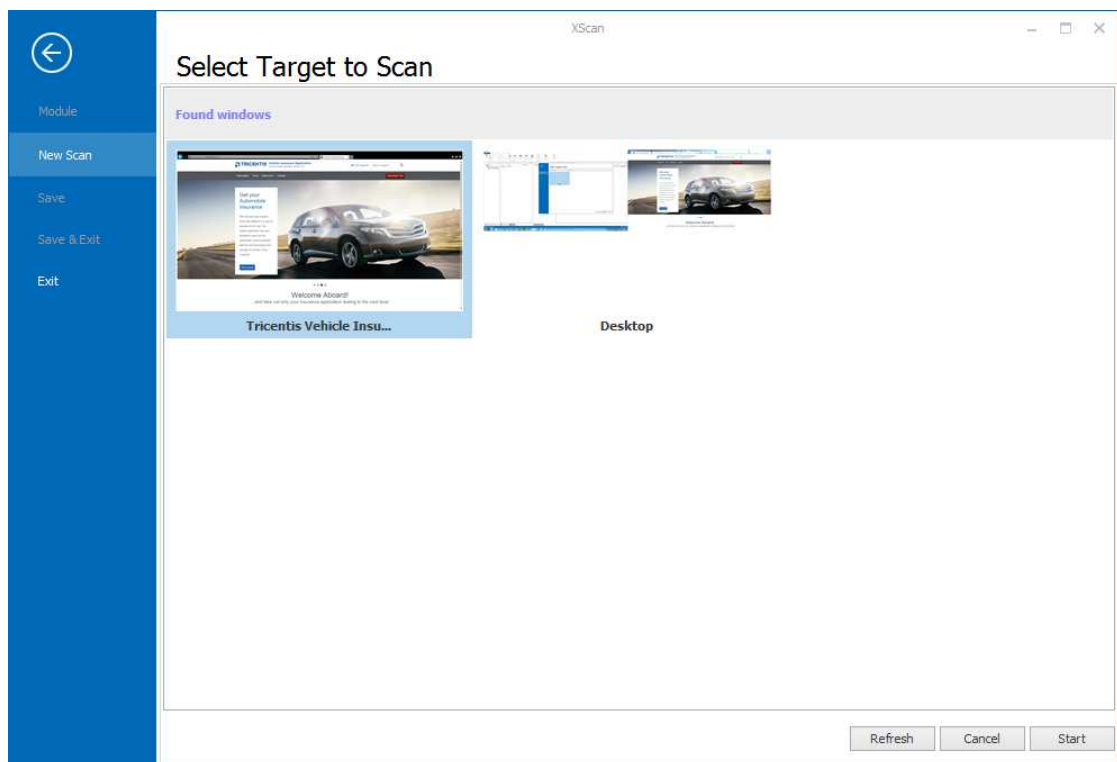 XScan
Select Target to Scan
Module
New Scan
Save
Save & Exit
Exit
Found windows
TRICENTIS
Get your
Automobile
Insurance
Welcome Aboard!
Tricentis Vehicle Insu...
Desktop
Refresh
Cancel
Start